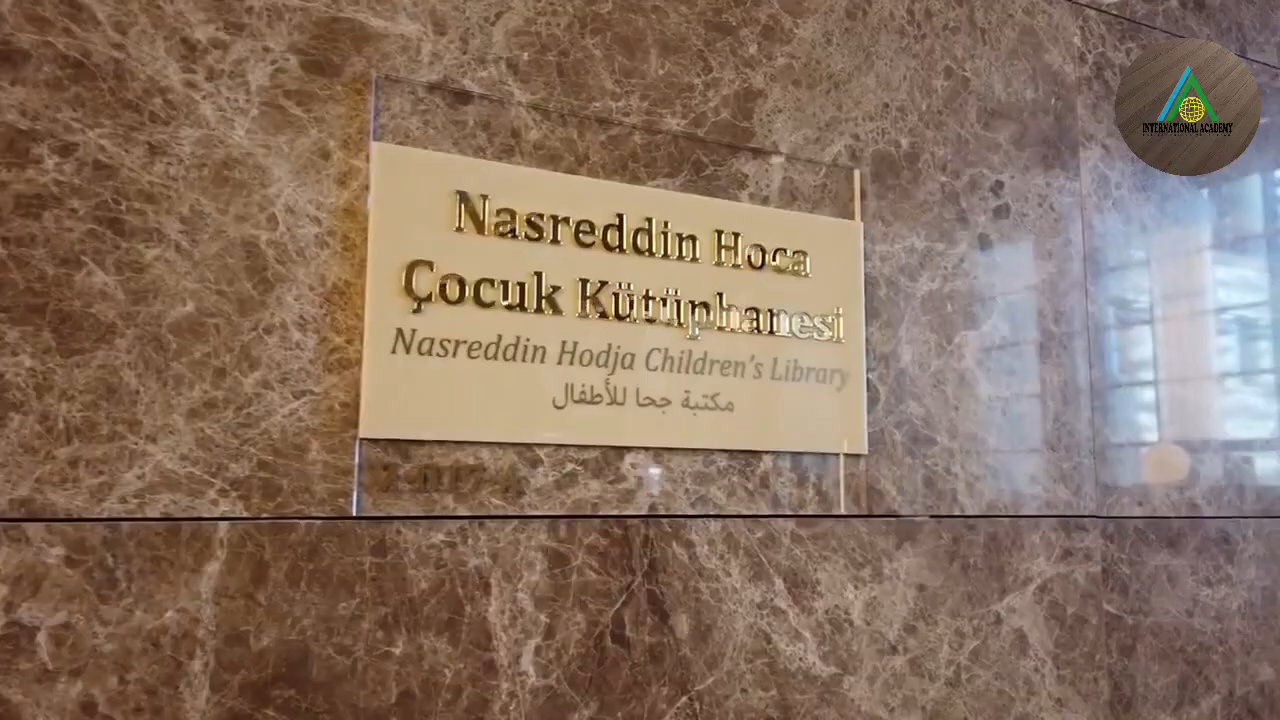 Nasreddin Hoca
Çocuk Kütüphanesi
Nasreddin Hodja Children's Library
مكتبة جحا للأطفال
INTERNATIONAL ACADEMY